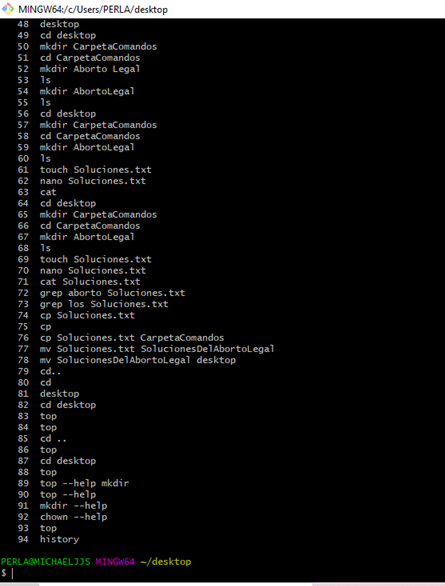 MINGW64:/c/Users/PERLA/desktop
48 desktop
49 cd desktop
50 mkdir CarpetaComandos
51 cd CarpetaComandos
52 mkdir Aborto Legal
53 ls
54 mkdir AbortoLegal
55 ls
56 cd desktop
57 mkdir CarpetaComandos
58 cd CarpetaComandos
59 mkdir AbortoLegal
60 ls
61 touch Soluciones.txt
62 nano Soluciones.txt
63 cat
64 cd desktop
65 mkdir CarpetaComandos
66 cd CarpetaComandos
67 mkdir AbortoLegal
68 ls
69 touch Soluciones.txt
70 nano Soluciones.txt
71 cat Soluciones.txt
72 grep aborto Soluciones.txt
73 grep los Soluciones.txt
74 cp Soluciones.txt
75 cp
76 cp Soluciones.txt CarpetaComandos
77 mv Soluciones.txt SolucionesDelAbortoLegal
78 mv SolucionesDelAbortoLegal desktop
79 cd..
80 cd
81 desktop
82 cd desktop
83 top
84 top
85 cd ..
86 top
87 cd desktop
88 top
89 top --help mkdir
90 top --help
91 mkdir --help
92 chown --help
93 top
94 history
PERLA@MICHAELJJS MINGW64 ~/desktop
$